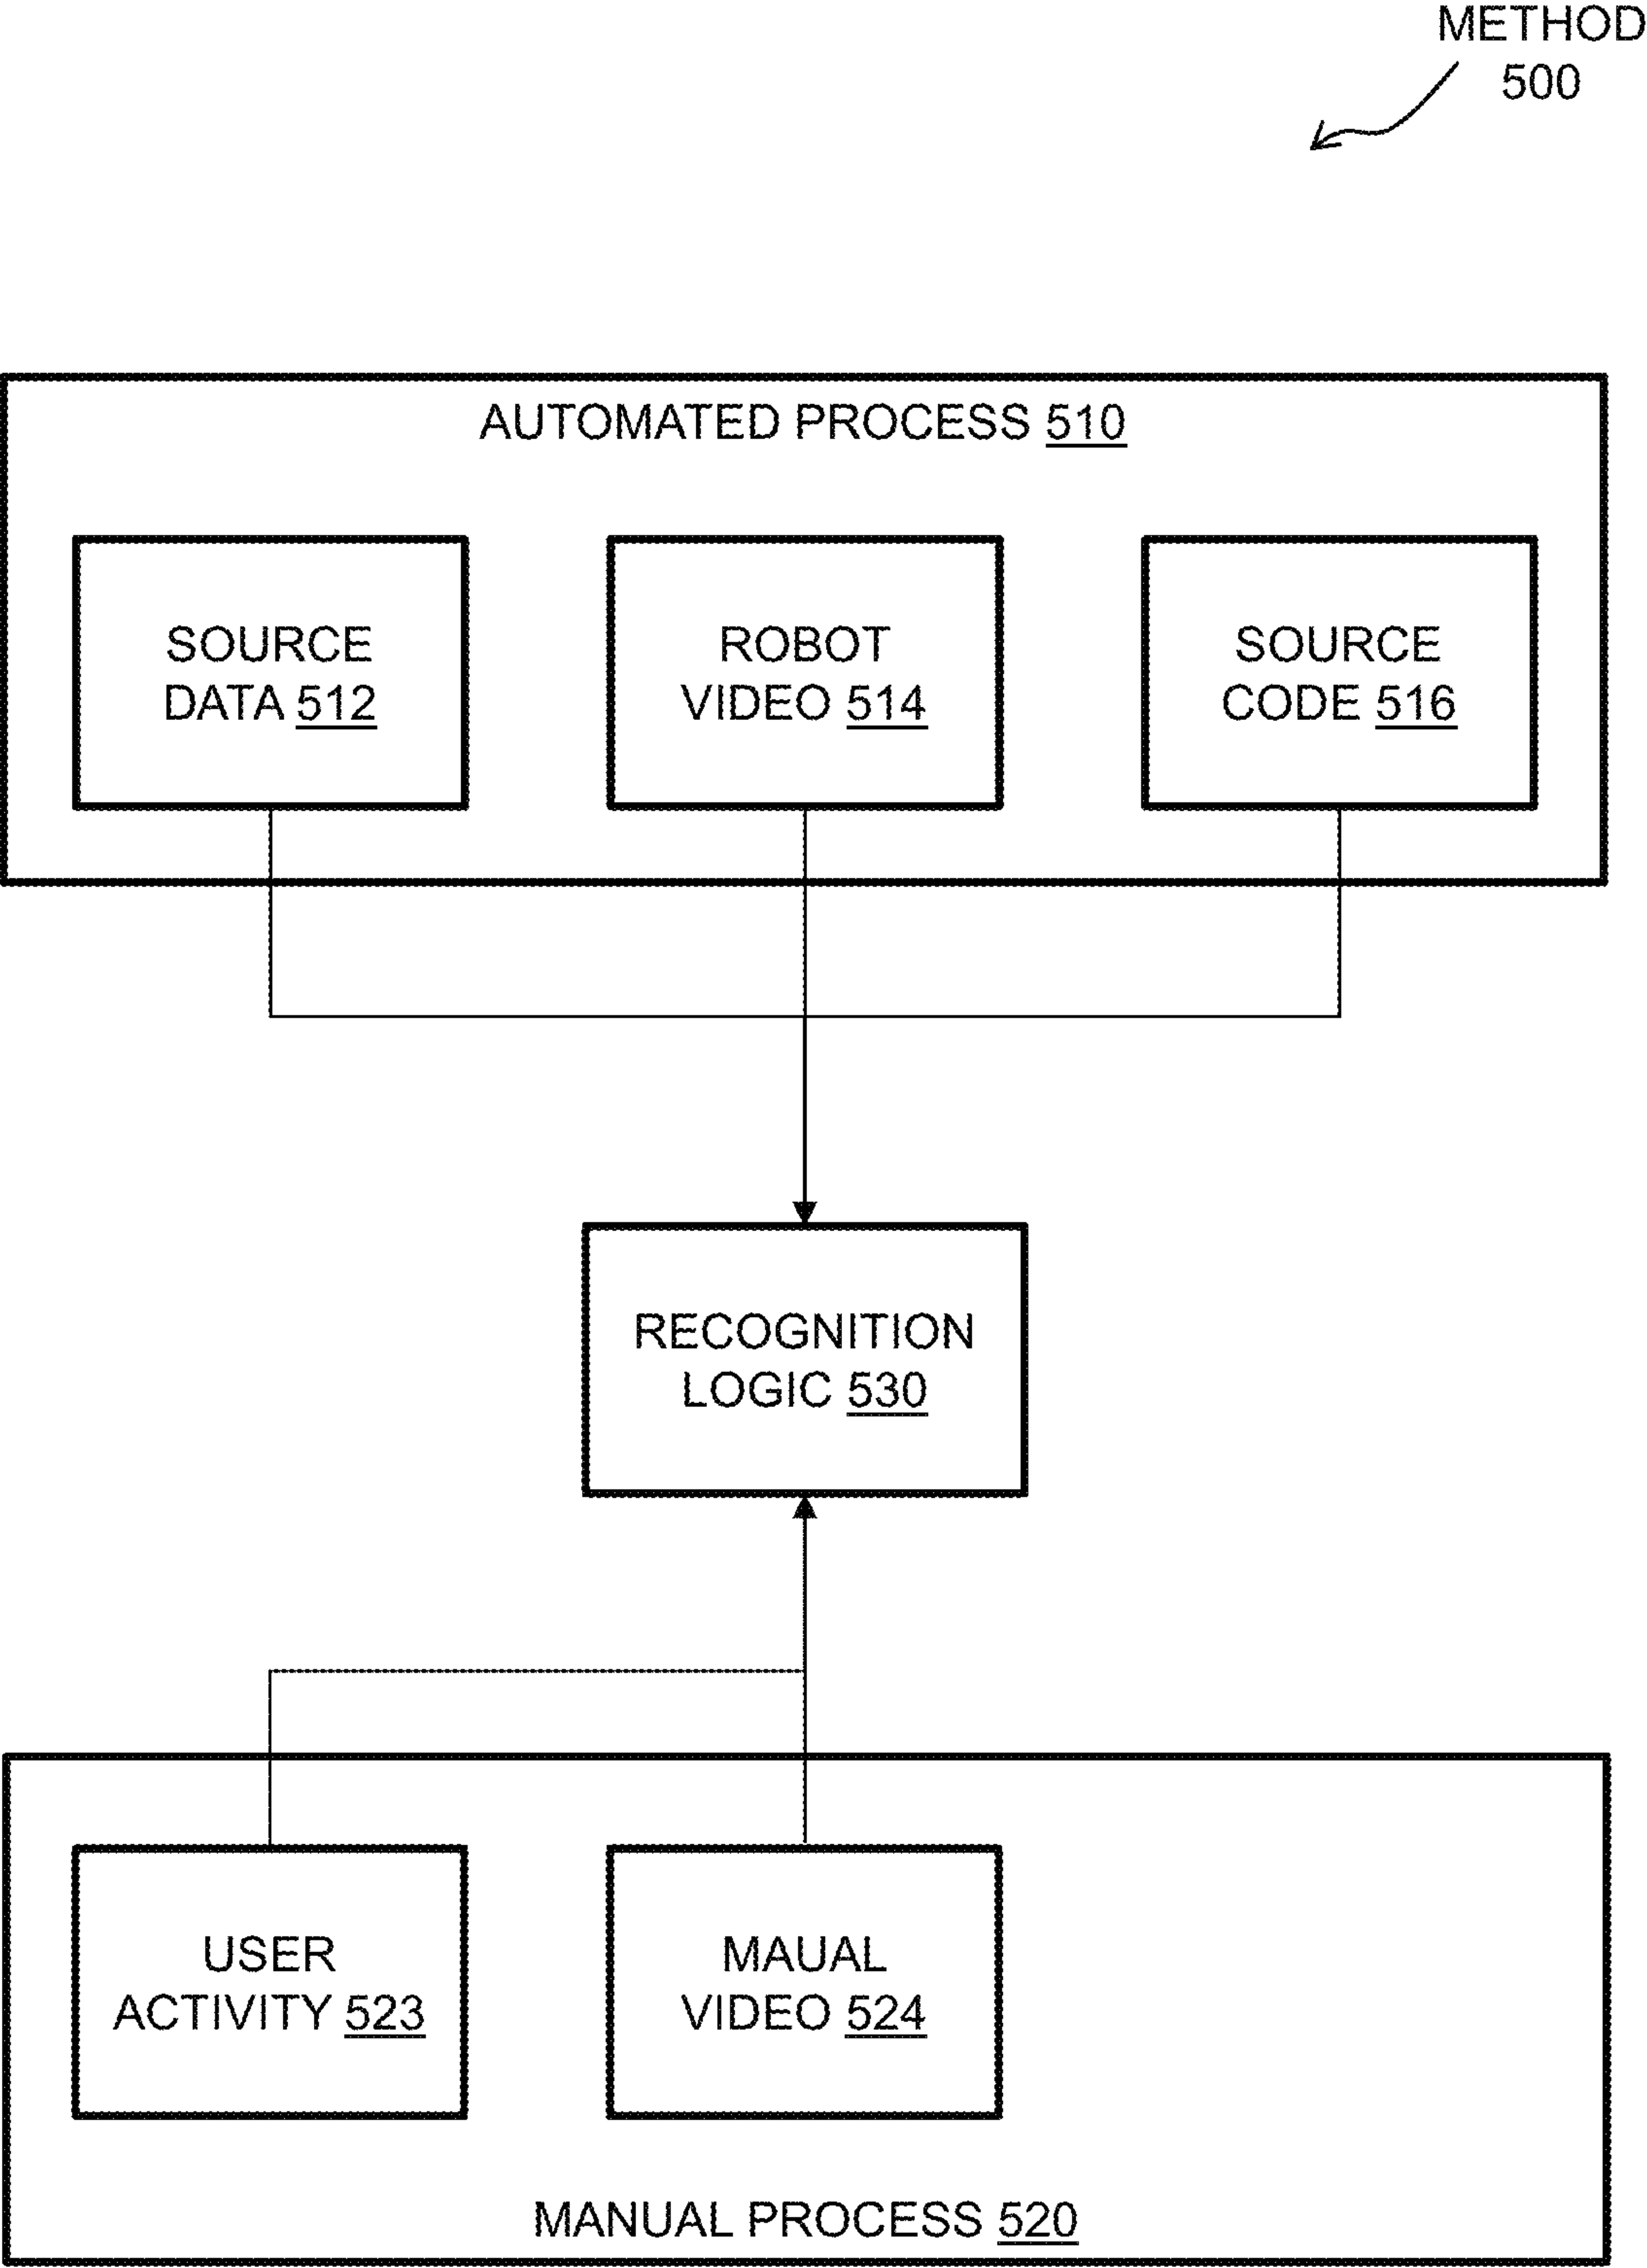 METHOD
500
AUTOMATED PROCESS 510
SOURCE
DATA 512
ROBOT
VIDEO 514
SOURCE
CODE 516
RECOGNITION
LOGIC 530
USER
ACTIVITY 523
MAUAL
VIDEO 524
MANUAL PROCESS 520